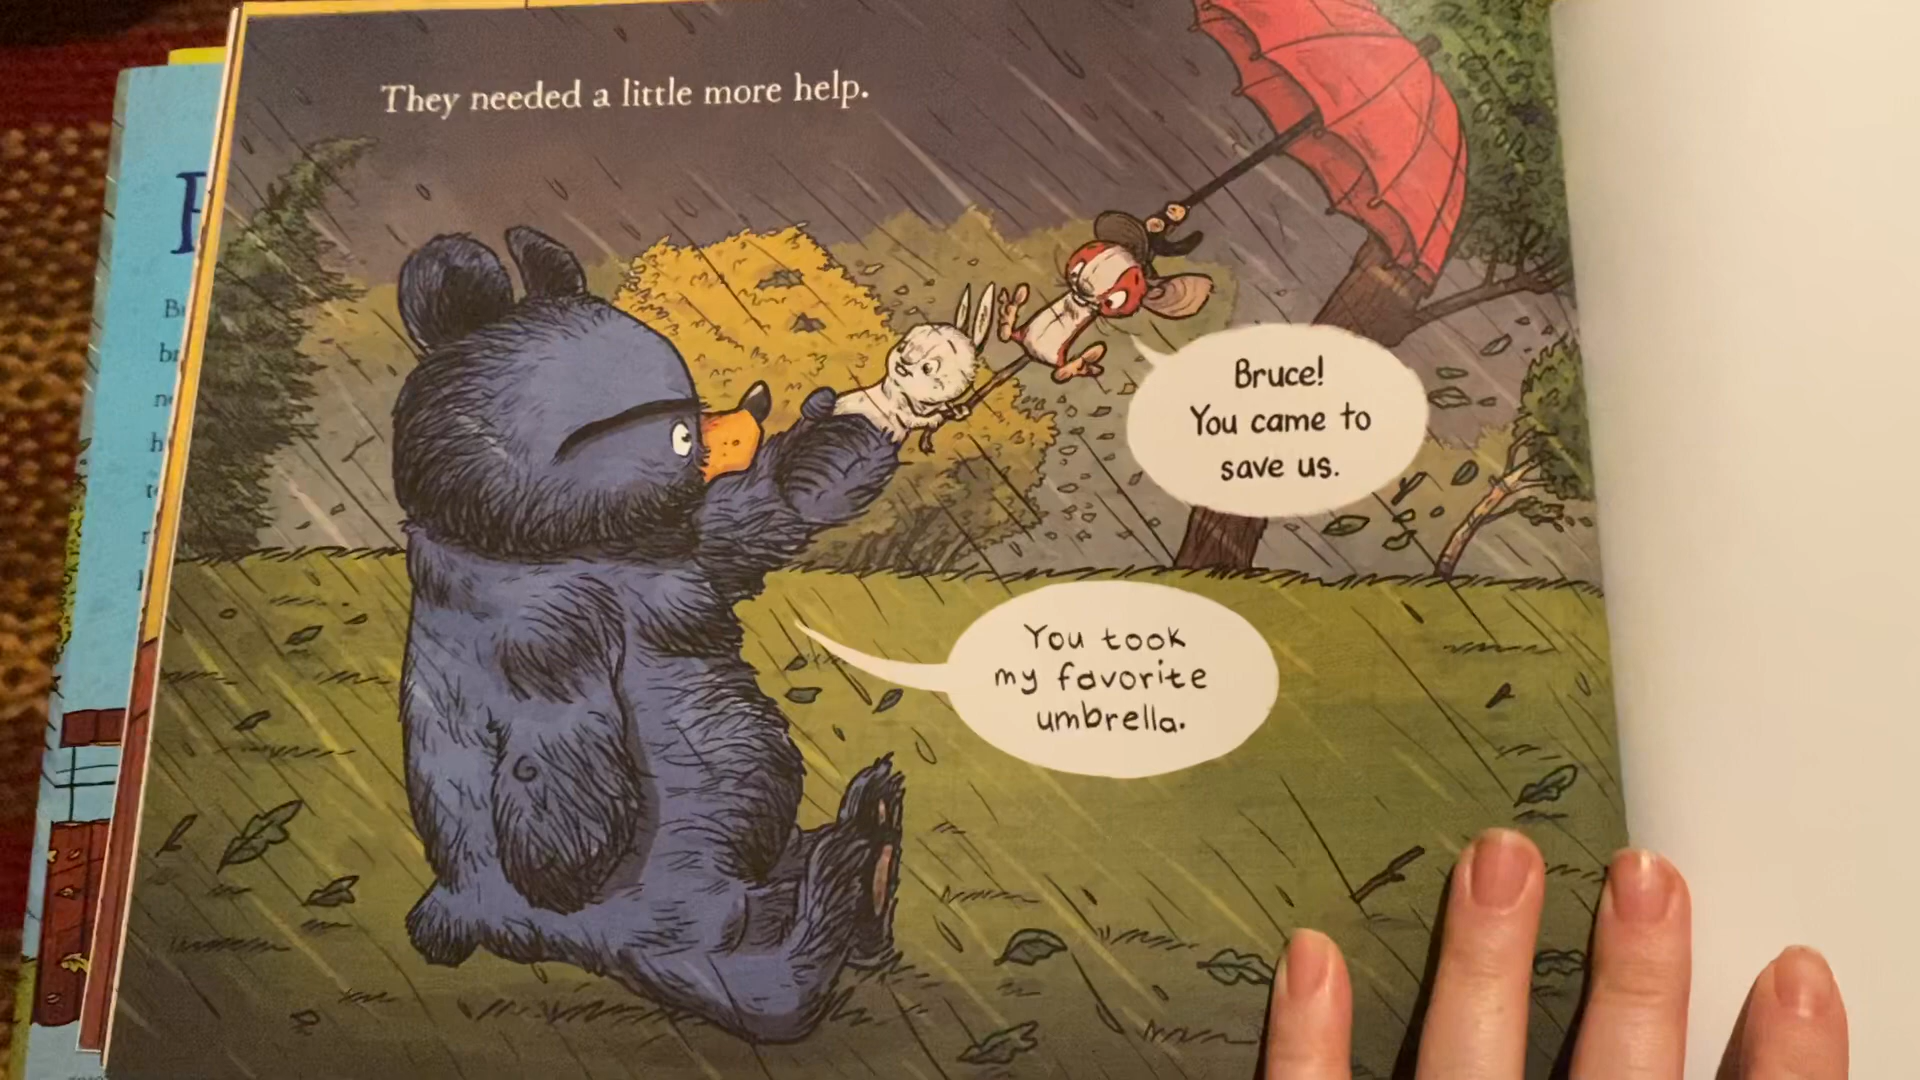 They needed a little more help.
Bruce!
You came to
save us.
You took
my favorite
umbrella.